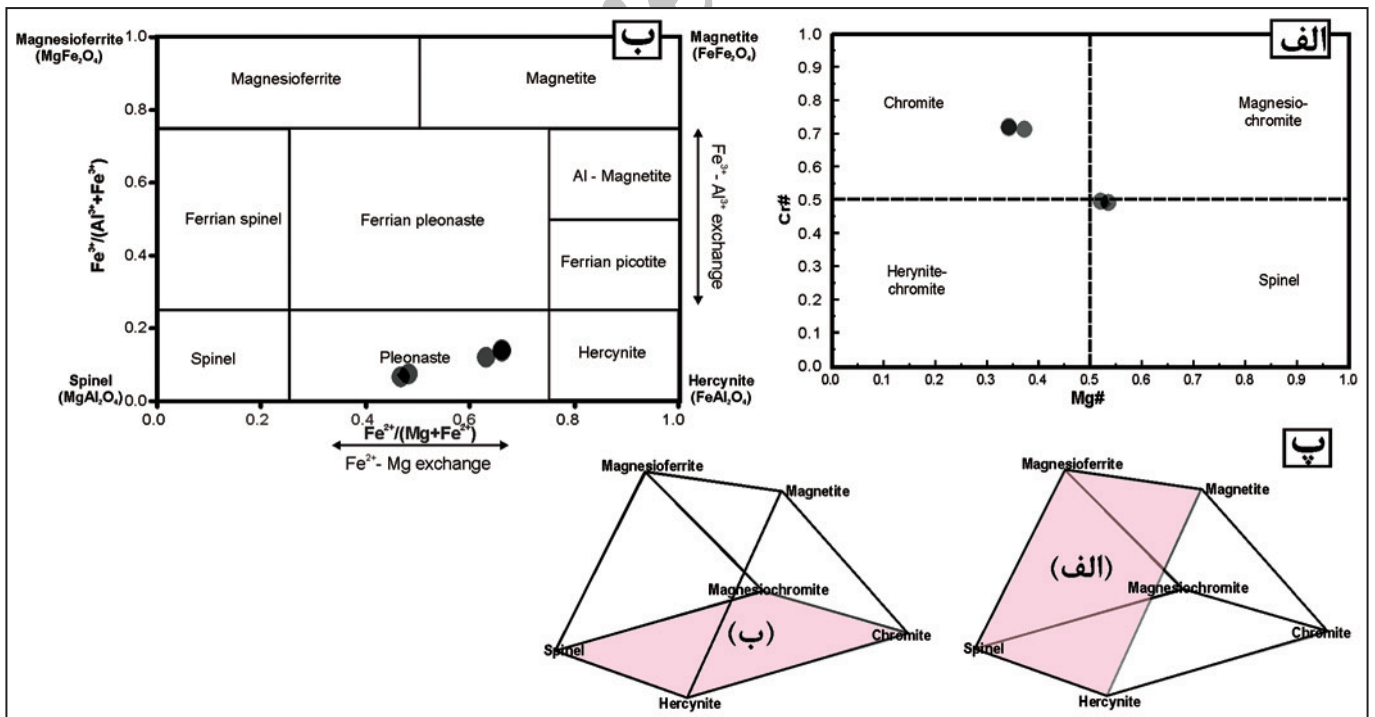 ب
Magnesioferrite
(MgFe₂O₄)
Magnetite
(FeFe₂O₄)
1.0
0.8
0.6
0.4
0.2
0.0
Fe³⁺/(Al³⁺+Fe³⁺)
Magnesioferrite
Magnetite
Ferrian spinel
Ferrian pleonaste
Al - Magnetite
Ferrian picotite
Spinel
Pleonaste
Hercynite
Fe³⁺- Al³⁺ exchange
Spinel
(MgAl₂O₄)
Hercynite
(FeAl₂O₄)
0.0 0.2 0.4 0.6 0.8 1.0
Fe²⁺/(Mg+Fe²⁺)
Fe²⁺- Mg exchange
الف
1.0
0.9
0.8
0.7
0.6
0.5
0.4
0.3
0.2
0.1
0.0
Cr#
Chromite
Magnesio-
chromite
Herynite-
chromite
Spinel
0.0 0.1 0.2 0.3 0.4 0.5 0.6 0.7 0.8 0.9 1.0
Mg#
پ
Magnesioferrite
Magnetite
Magnesiochromite
(ب)
Chromite
Spinel
Hercynite
Magnesioferrite
Magnetite
(الف)
Magnesiochromite
Chromite
Spinel
Hercynite